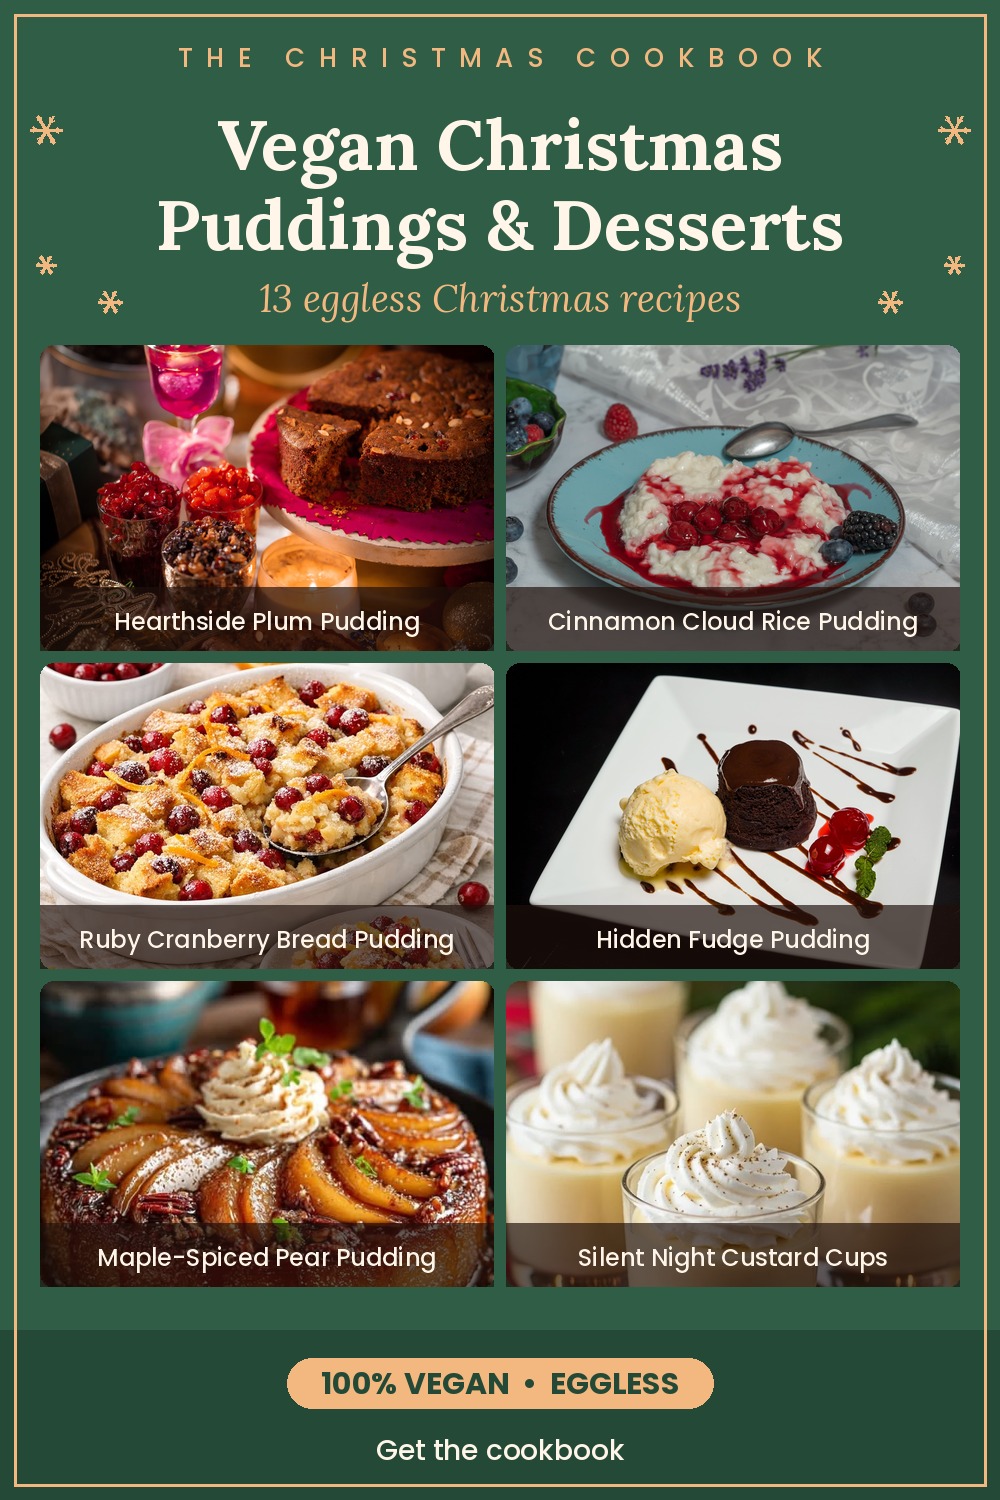 THE CHRISTMAS COOKBOOK
Vegan Christmas
Puddings & Desserts
13 eggless Christmas recipes
Hearthside Plum Pudding
Cinnamon Cloud Rice Pudding
Ruby Cranberry Bread Pudding
Hidden Fudge Pudding
Maple-Spiced Pear Pudding
Silent Night Custard Cups
100% VEGAN • EGGLESS
Get the cookbook